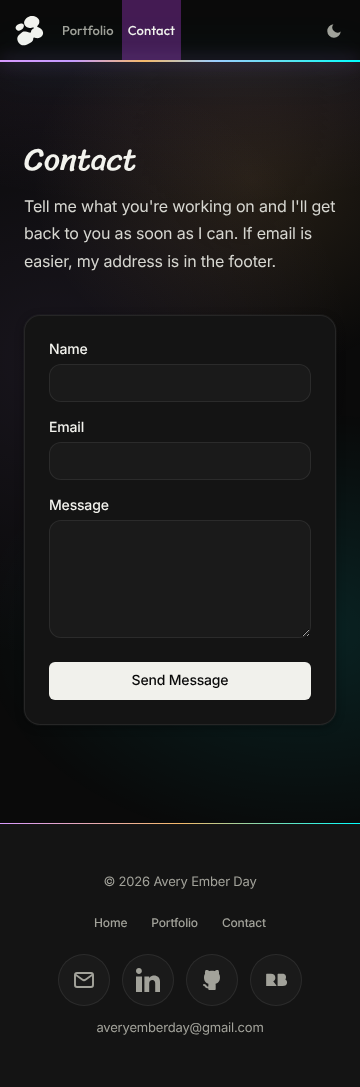 Portfolio
Contact
Contact
Tell me what you're working on and I'll get
back to you as soon as I can. If email is
easier, my address is in the footer.
Name
Email
Message
Send Message
© 2026 Avery Ember Day
Home
Portfolio
Contact
in
RB
averyemberday@gmail.com